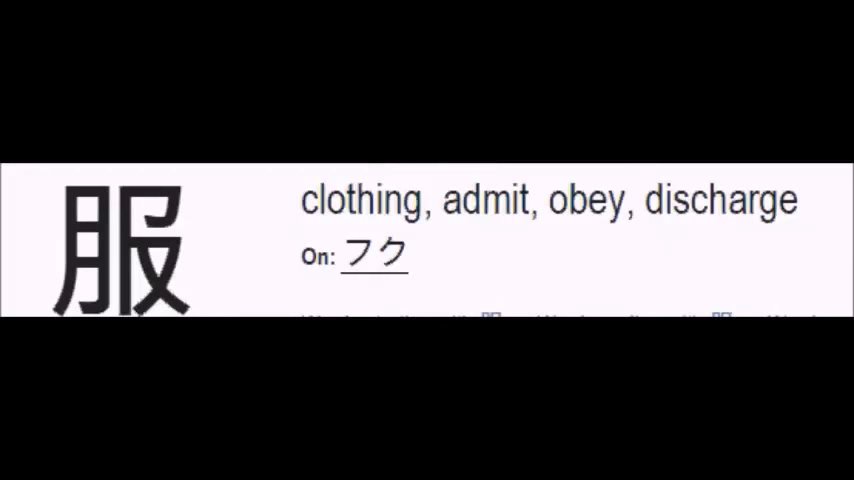 服
clothing, admit, obey, discharge
On: フク